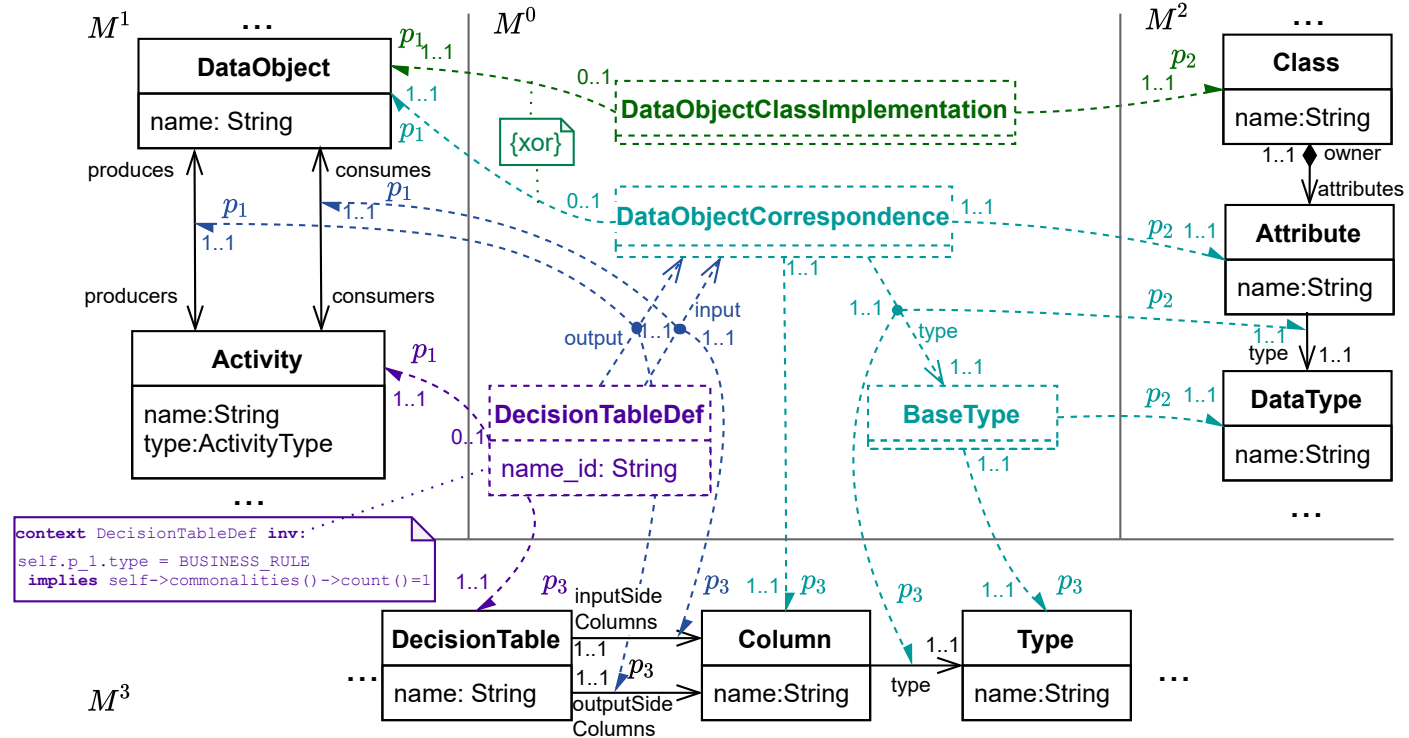 M¹
...
M⁰
M²
...
DataObject
name: String
p₁
1..1
1..1
p₁
0..1
DataObjectClassImplementation
p₂
1..1
Class
name:String
{xor}
produces
consumes
1..1
owner
attributes
p₁
1..1
p₁
1..1
0..1
DataObjectCorrespondence
1..1
p₂
1..1
Attribute
name:String
producers
consumers
output
1..1
input
1..1
1..1
1..1
type
1..1
p₂
1..1
type
1..1
Activity
name:String
type:ActivityType
p₁
1..1
0..1
DecisionTableDef
name_id: String
BaseType
1..1
p₂
1..1
DataType
name:String
...
...
context DecisionTableDef inv:
self.p_1.type = BUSINESS_RULE
implies self->commonalities()->count()=1
1..1
p₃
inputSide
Columns
p₃
1..1
p₃
p₃
1..1
p₃
DecisionTable
name: String
1..1
1..1
p₃
outputSide
Columns
Column
name:String
1..1
type
Type
name:String
...
...
M³